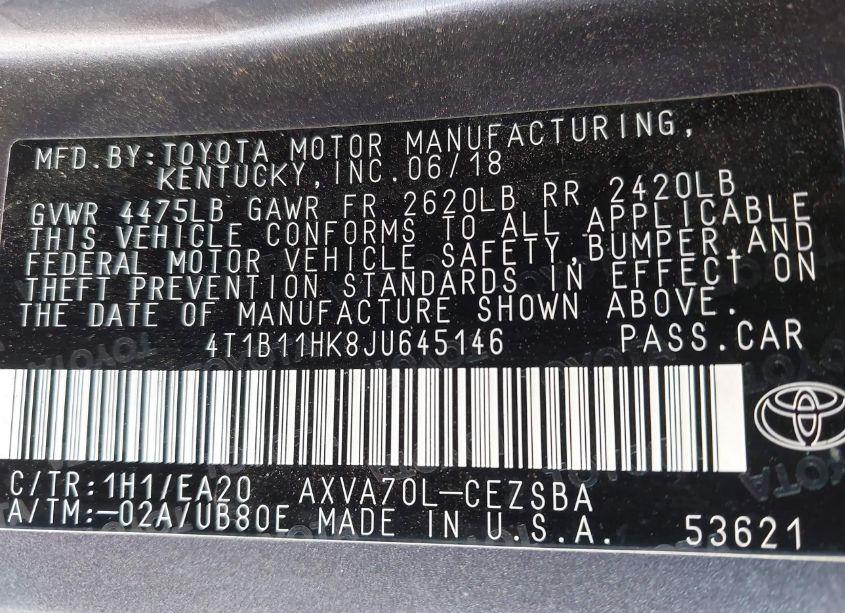 MFD.BY:TOYOTA MOTOR MANUFACTURING,
KENTUCKY,INC.06/18
GVWR 4475LB GAWR FR 2620LB RR 2420LB
THIS VEHICLE CONFORMS TO ALL APPLICABLE
FEDERAL MOTOR VEHICLE SAFETY,BUMPER,AND
THEFT PREVENTION STANDARDS IN EFFECT ON
THE DATE OF MANUFACTURE SHOWN ABOVE.
4T1B11HK8JU645146 PASS.CAR
C/TR:1H1/EA20 AXVA70L-CEZSBA
A/TM:-02A/UB80E MADE IN U.S.A. 53621